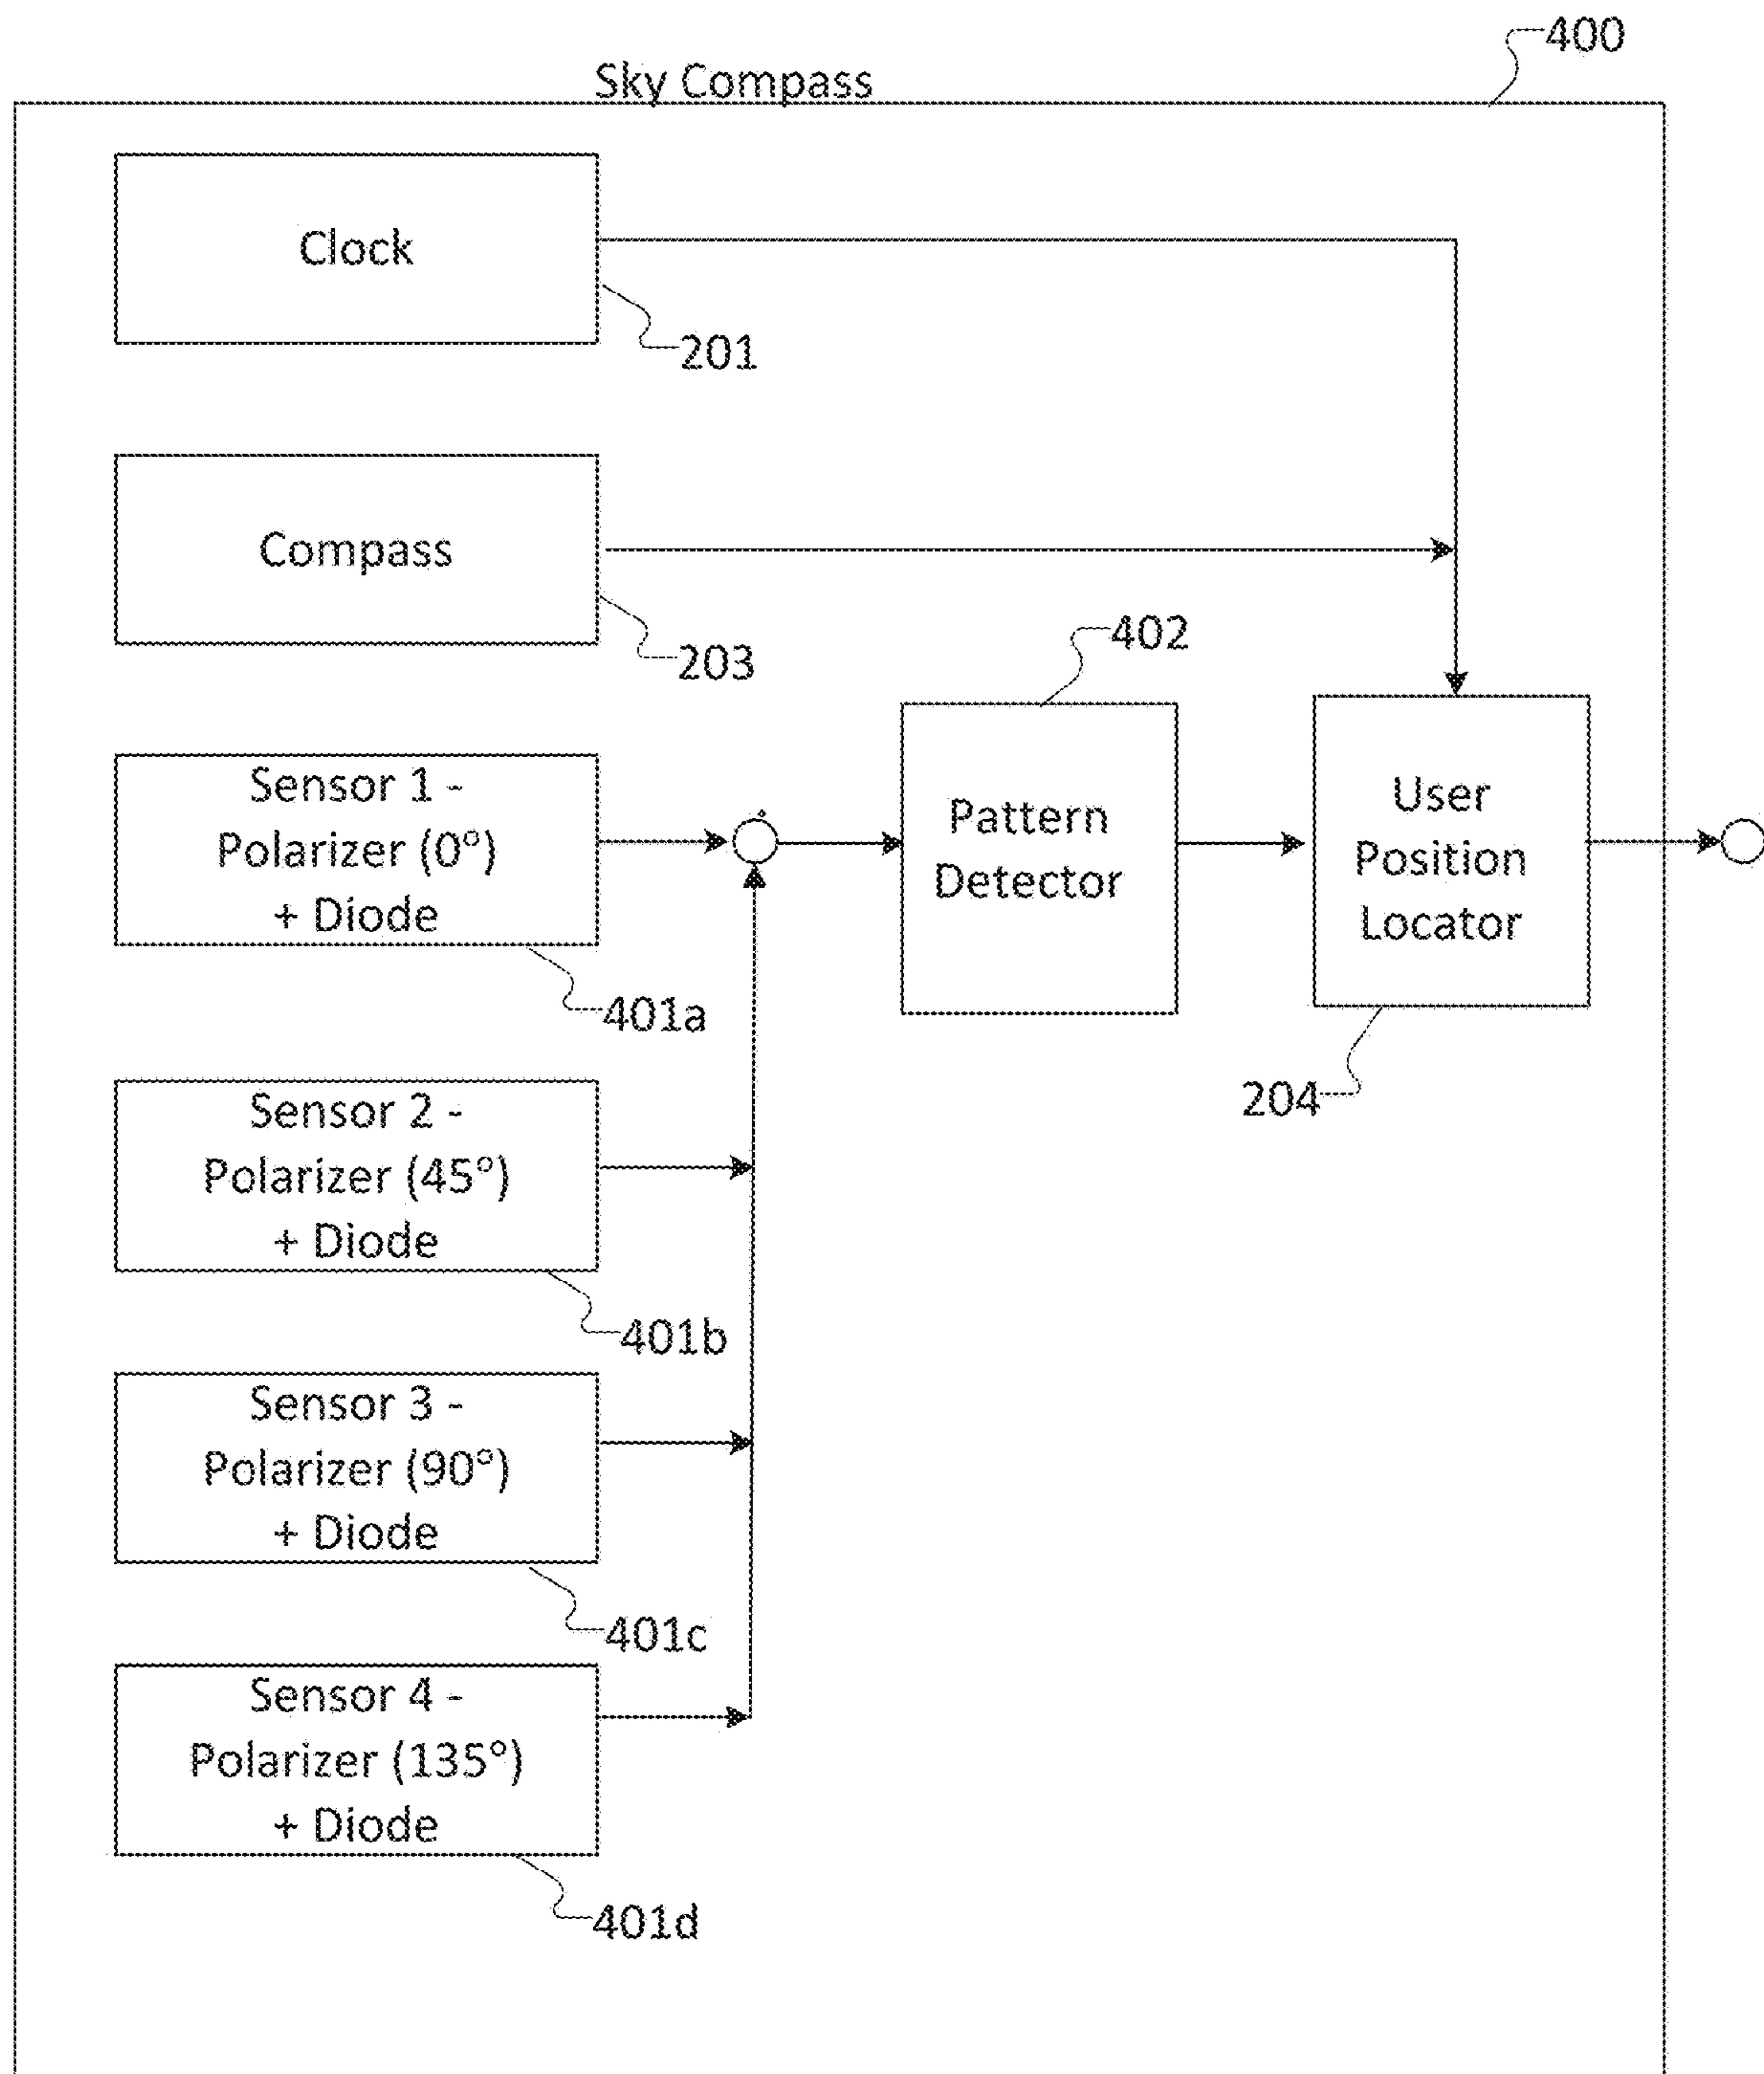 400
Sky Compass
Clock
201
Compass
203
402
Sensor 1 -
Polarizer (0°)
+ Diode
401a
Pattern
Detector
User
Position
Locator
204
Sensor 2 -
Polarizer (45°)
+ Diode
401b
Sensor 3 -
Polarizer (90°)
+ Diode
401c
Sensor 4 -
Polarizer (135°)
+ Diode
401d